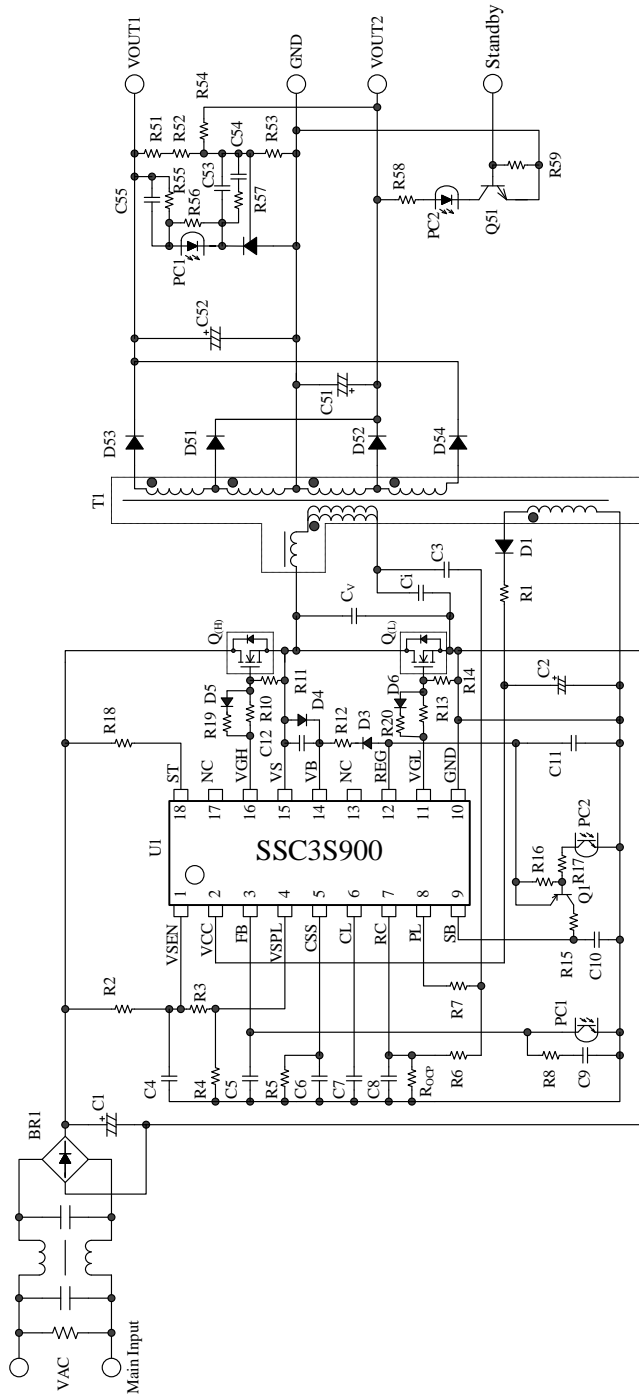 VAC
Main Input
BR1
C1
R2
C4
R3
R4
C5
R5
C6
C7
C8
R_OCP
R6
R7
R8
C9
PC1
VSEN
VCC
FB
VSPL
CSS
CL
RC
PL
SB
1
2
3
4
5
6
7
8
9
U1
SSC3S900
18
17
16
15
14
13
12
11
10
ST
NC
VGH
VS
VB
NC
REG
VGL
GND
R18
R19
D5
R10
C12
R11
D4
R12
D3
R20
D6
R13
R14
Q(H)
Q(L)
R15
C10
Q1
R16
R17
PC2
C11
C2
R1
D1
CV
Ci
C3
T1
D53
D51
D52
D54
C51
C52
C55
R55
R56
PC1
C53
C54
R57
R51
R52
R54
R53
R58
PC2
Q51
R59
VOUT1
GND
VOUT2
Standby